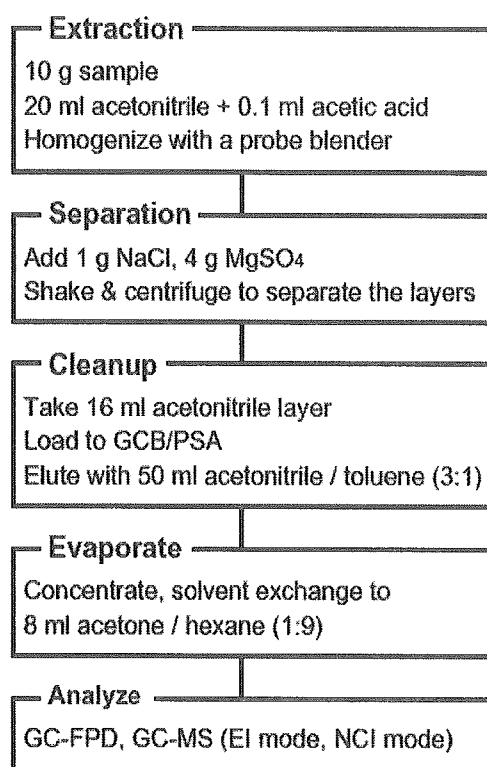 Extraction
10 g sample
20 ml acetonitrile + 0.1 ml acetic acid
Homogenize with a probe blender
Separation
Add 1 g NaCl, 4 g MgSO4
Shake & centrifuge to separate the layers
Cleanup
Take 16 ml acetonitrile layer
Load to GCB/PSA
Elute with 50 ml acetonitrile / toluene (3:1)
Evaporate
Concentrate, solvent exchange to
8 ml acetone / hexane (1:9)
Analyze
GC-FPD, GC-MS (EI mode, NCI mode)